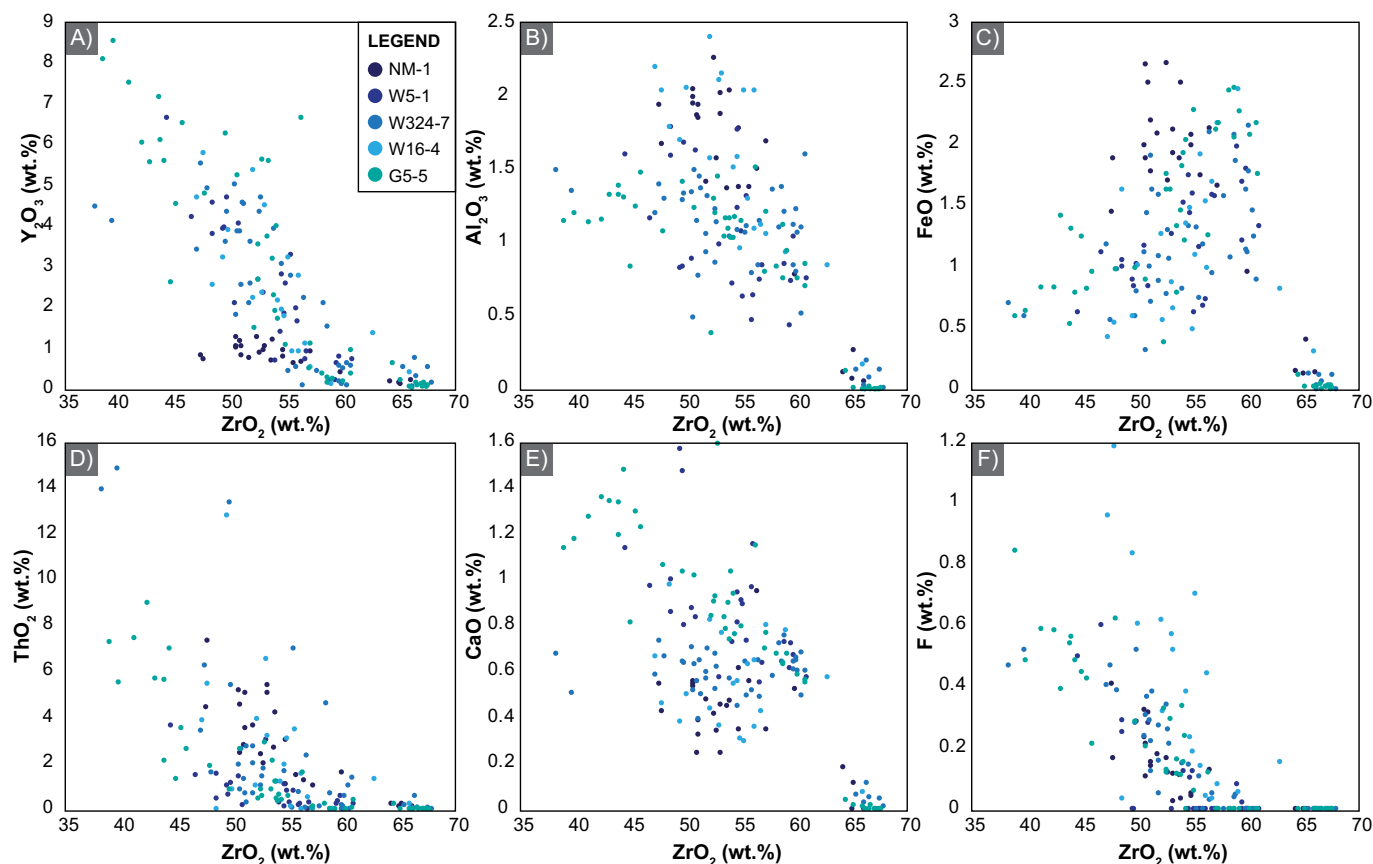 A)
LEGEND
NM-1
W5-1
W324-7
W16-4
G5-5
9
8
7
6
5
4
3
2
1
0
Y₂O₃ (wt.%)
35 40 45 50 55 60 65 70
ZrO₂ (wt.%)
B)
2.5
2
1.5
1
0.5
0
Al₂O₃ (wt.%)
35 40 45 50 55 60 65 70
ZrO₂ (wt.%)
C)
3
2.5
2
1.5
1
0.5
0
FeO (wt.%)
35 40 45 50 55 60 65 70
ZrO₂ (wt.%)
D)
16
14
12
10
8
6
4
2
0
ThO₂ (wt.%)
35 40 45 50 55 60 65 70
ZrO₂ (wt.%)
E)
1.6
1.4
1.2
1
0.8
0.6
0.4
0.2
0
CaO (wt.%)
35 40 45 50 55 60 65 70
ZrO₂ (wt.%)
F)
1.2
1
0.8
0.6
0.4
0.2
0
F (wt.%)
35 40 45 50 55 60 65 70
ZrO₂ (wt.%)